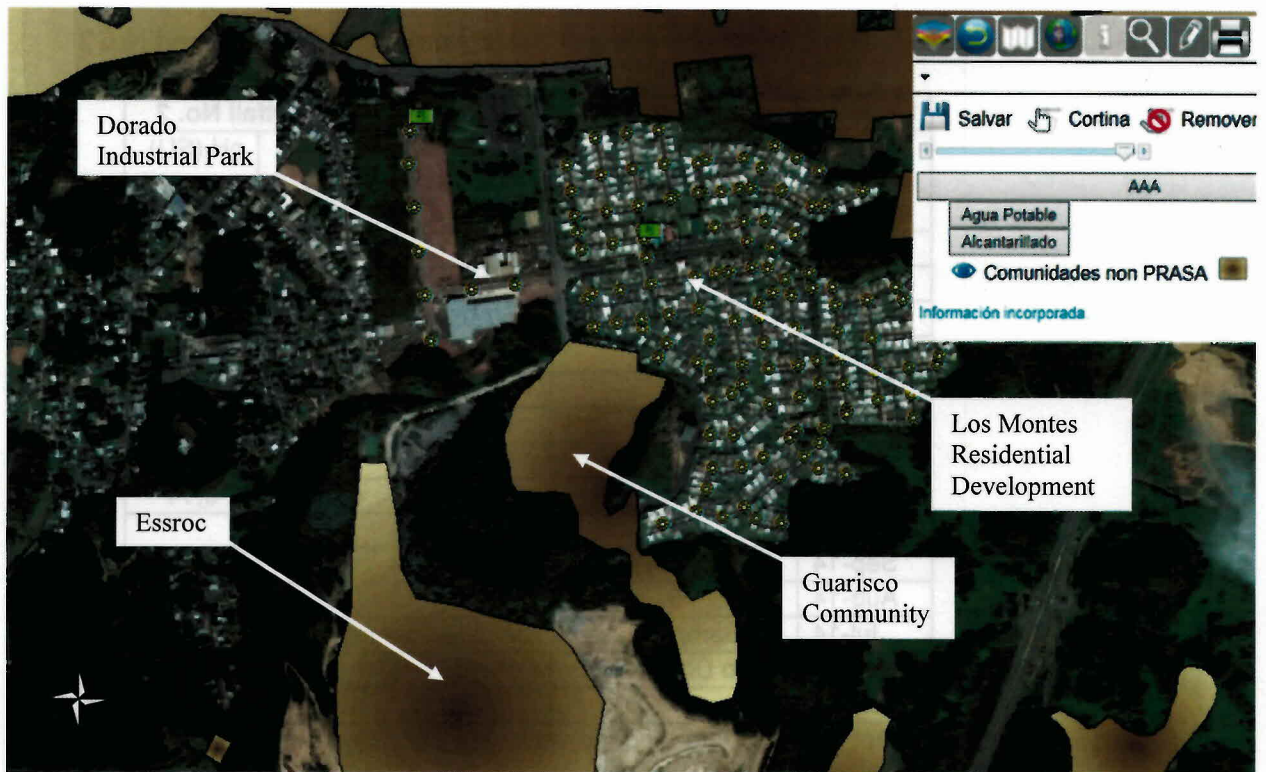 Dorado
Industrial Park
Salvar Cortina Remover
AAA
Agua Potable
Alcantarillado
Comunidades non PRASA
Información incorporada
Los Montes
Residential
Development
Essroc
Guarisco
Community